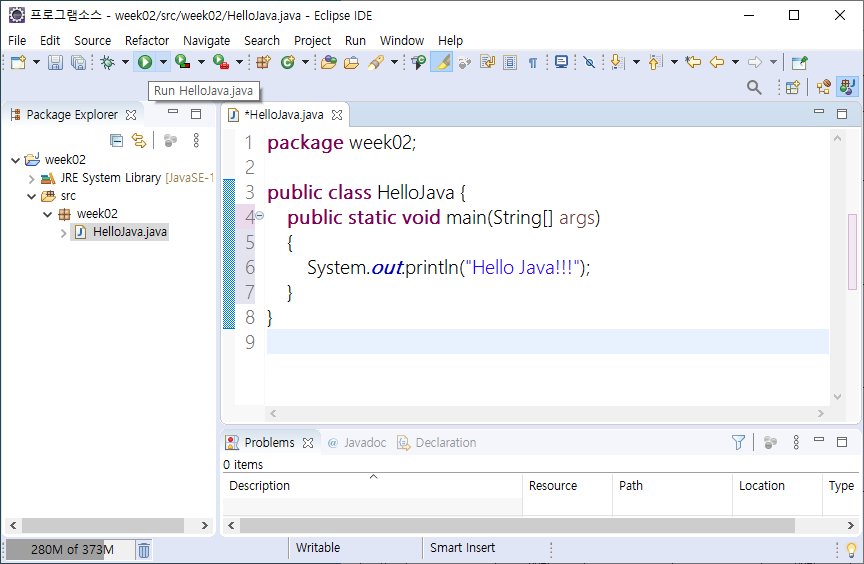 프로그램소스 - week02/src/week02/HelloJava.java - Eclipse IDE
File Edit Source Refactor Navigate Search Project Run Window Help
Run HelloJava.java
Package Explorer
week02
JRE System Library [JavaSE-1
src
week02
HelloJava.java
*HelloJava.java
1 package week02;
2
3 public class HelloJava {
4 public static void main(String[] args)
5 {
6 System.out.println("Hello Java!!!");
7 }
8 }
9
Problems @ Javadoc Declaration
0 items
Description Resource Path Location Type
280M of 373M Writable Smart Insert